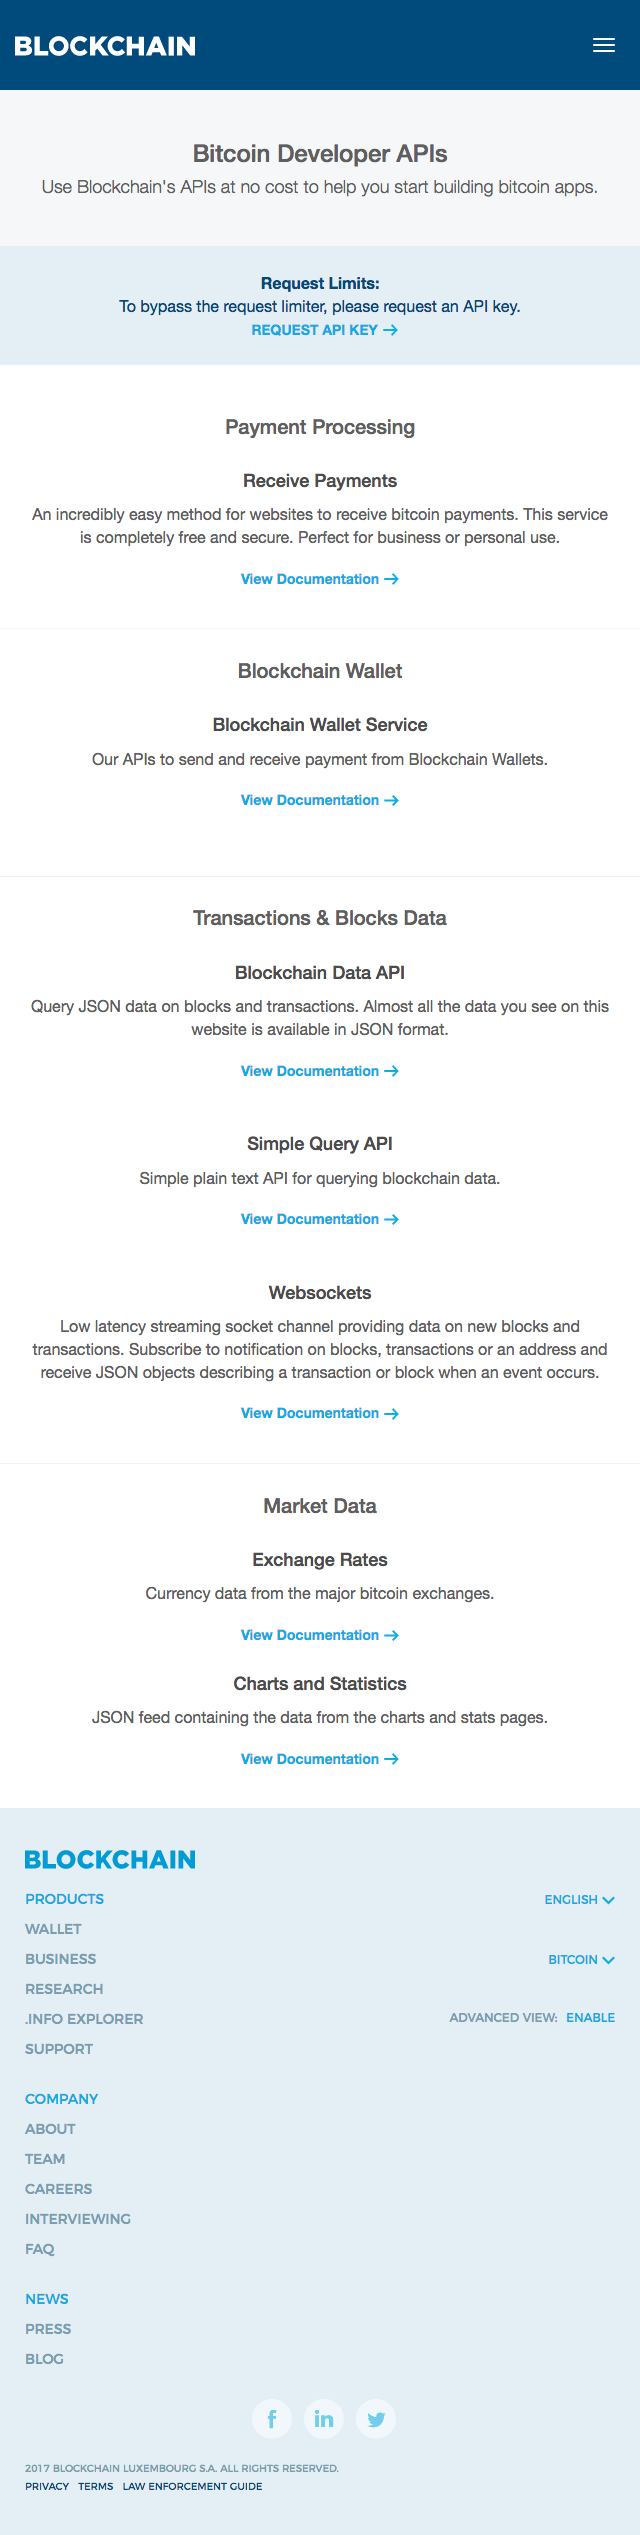 BLOCKCHAIN
Bitcoin Developer APIs
Use Blockchain's APIs at no cost to help you start building bitcoin apps.
Request Limits:
To bypass the request limiter, please request an API key.
REQUEST API KEY →
Payment Processing
Receive Payments
An incredibly easy method for websites to receive bitcoin payments. This service
is completely free and secure. Perfect for business or personal use.
View Documentation →
Blockchain Wallet
Blockchain Wallet Service
Our APIs to send and receive payment from Blockchain Wallets.
View Documentation →
Transactions & Blocks Data
Blockchain Data API
Query JSON data on blocks and transactions. Almost all the data you see on this
website is available in JSON format.
View Documentation →
Simple Query API
Simple plain text API for querying blockchain data.
View Documentation →
Websockets
Low latency streaming socket channel providing data on new blocks and
transactions. Subscribe to notification on blocks, transactions or an address and
receive JSON objects describing a transaction or block when an event occurs.
View Documentation →
Market Data
Exchange Rates
Currency data from the major bitcoin exchanges.
View Documentation →
Charts and Statistics
JSON feed containing the data from the charts and stats pages.
View Documentation →
BLOCKCHAIN
PRODUCTS
WALLET
BUSINESS
RESEARCH
.INFO EXPLORER
SUPPORT
ENGLISH
BITCOIN
ADVANCED VIEW: ENABLE
COMPANY
ABOUT
TEAM
CAREERS
INTERVIEWING
FAQ
NEWS
PRESS
BLOG
2017 BLOCKCHAIN LUXEMBOURG S.A. ALL RIGHTS RESERVED.
PRIVACY TERMS LAW ENFORCEMENT GUIDE